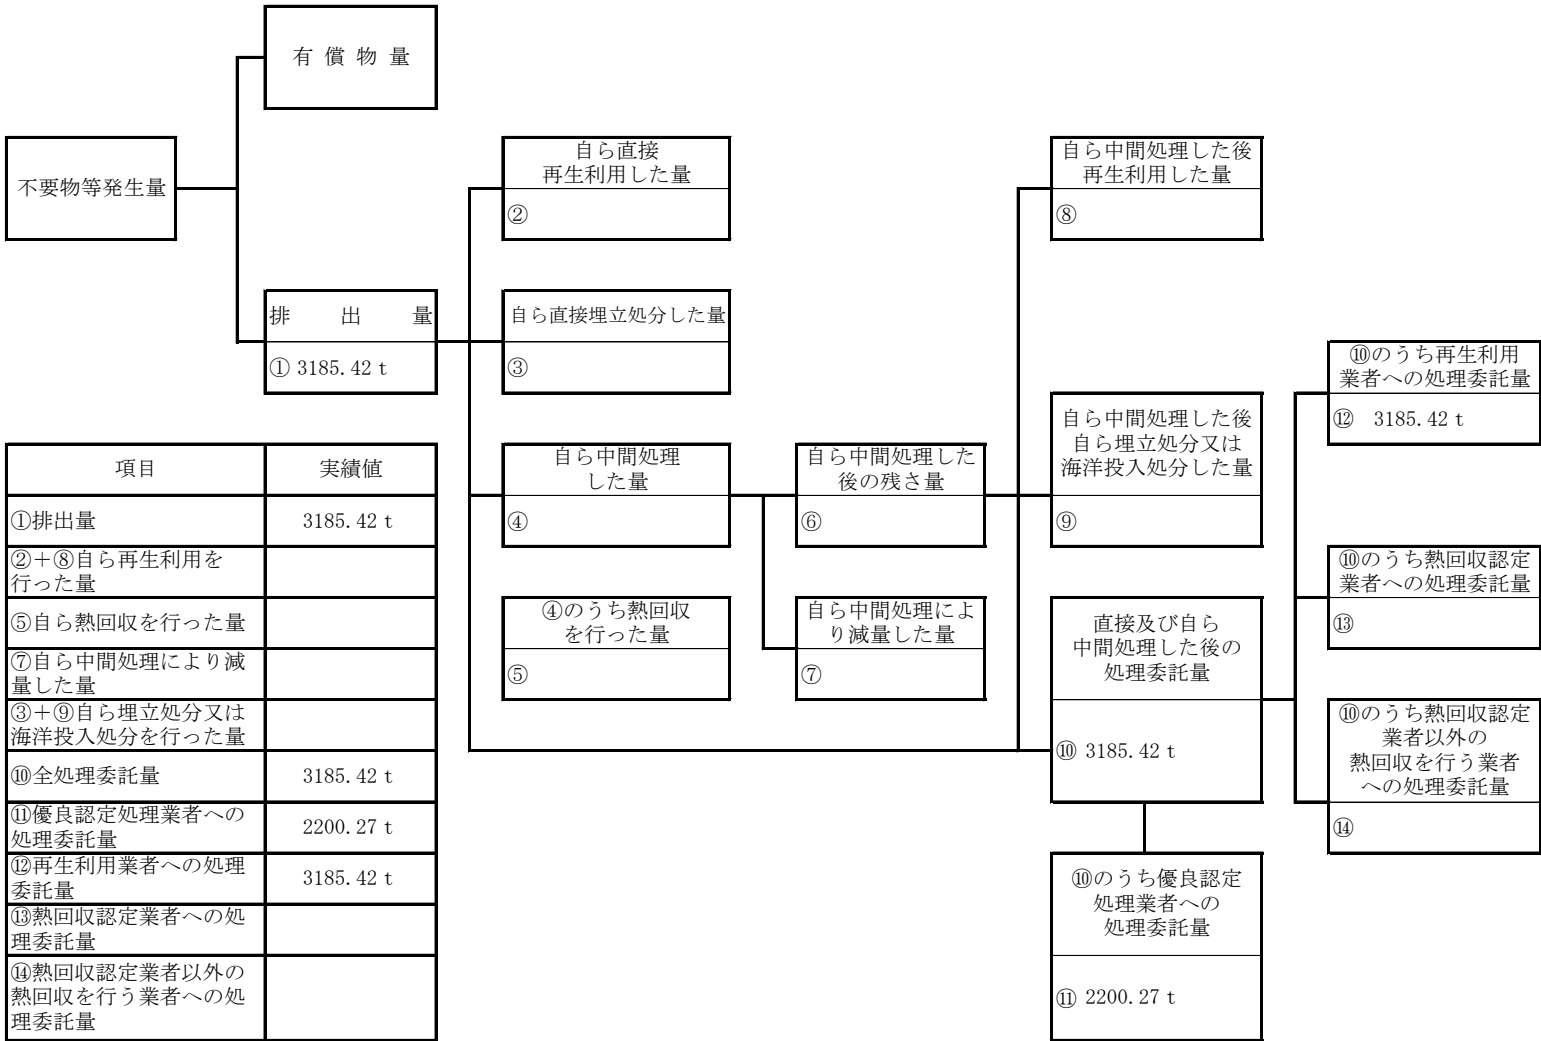 有償物量
不要物等発生量
排出量
① 3185.42 t
自ら直接
再生利用した量
②
自ら直接埋立処分した量
③
自ら中間処理
した量
④
④のうち熱回収
を行った量
⑤
自ら中間処理した
後の残さ量
⑥
自ら中間処理によ
り減量した量
⑦
自ら中間処理した後
再生利用した量
⑧
自ら中間処理した後
自ら埋立処分又は
海洋投入処分した量
⑨
直接及び自ら
中間処理した後の
処理委託量
⑩ 3185.42 t
⑩のうち優良認定
処理業者への
処理委託量
⑪ 2200.27 t
⑩のうち再生利用
業者への処理委託量
⑫ 3185.42 t
⑩のうち熱回収認定
業者への処理委託量
⑬
⑩のうち熱回収認定
業者以外の
熱回収を行う業者
への処理委託量
⑭
項目 実績値
①排出量 3185.42 t
②+⑧自ら再生利用を
行った量
⑤自ら熱回収を行った量
⑦自ら中間処理により減
量した量
③+⑨自ら埋立処分又は
海洋投入処分を行った量
⑩全処理委託量 3185.42 t
⑪優良認定処理業者への
処理委託量 2200.27 t
⑫再生利用業者への処理
委託量 3185.42 t
⑬熱回収認定業者への処
理委託量
⑭熱回収認定業者以外の
熱回収を行う業者への処
理委託量